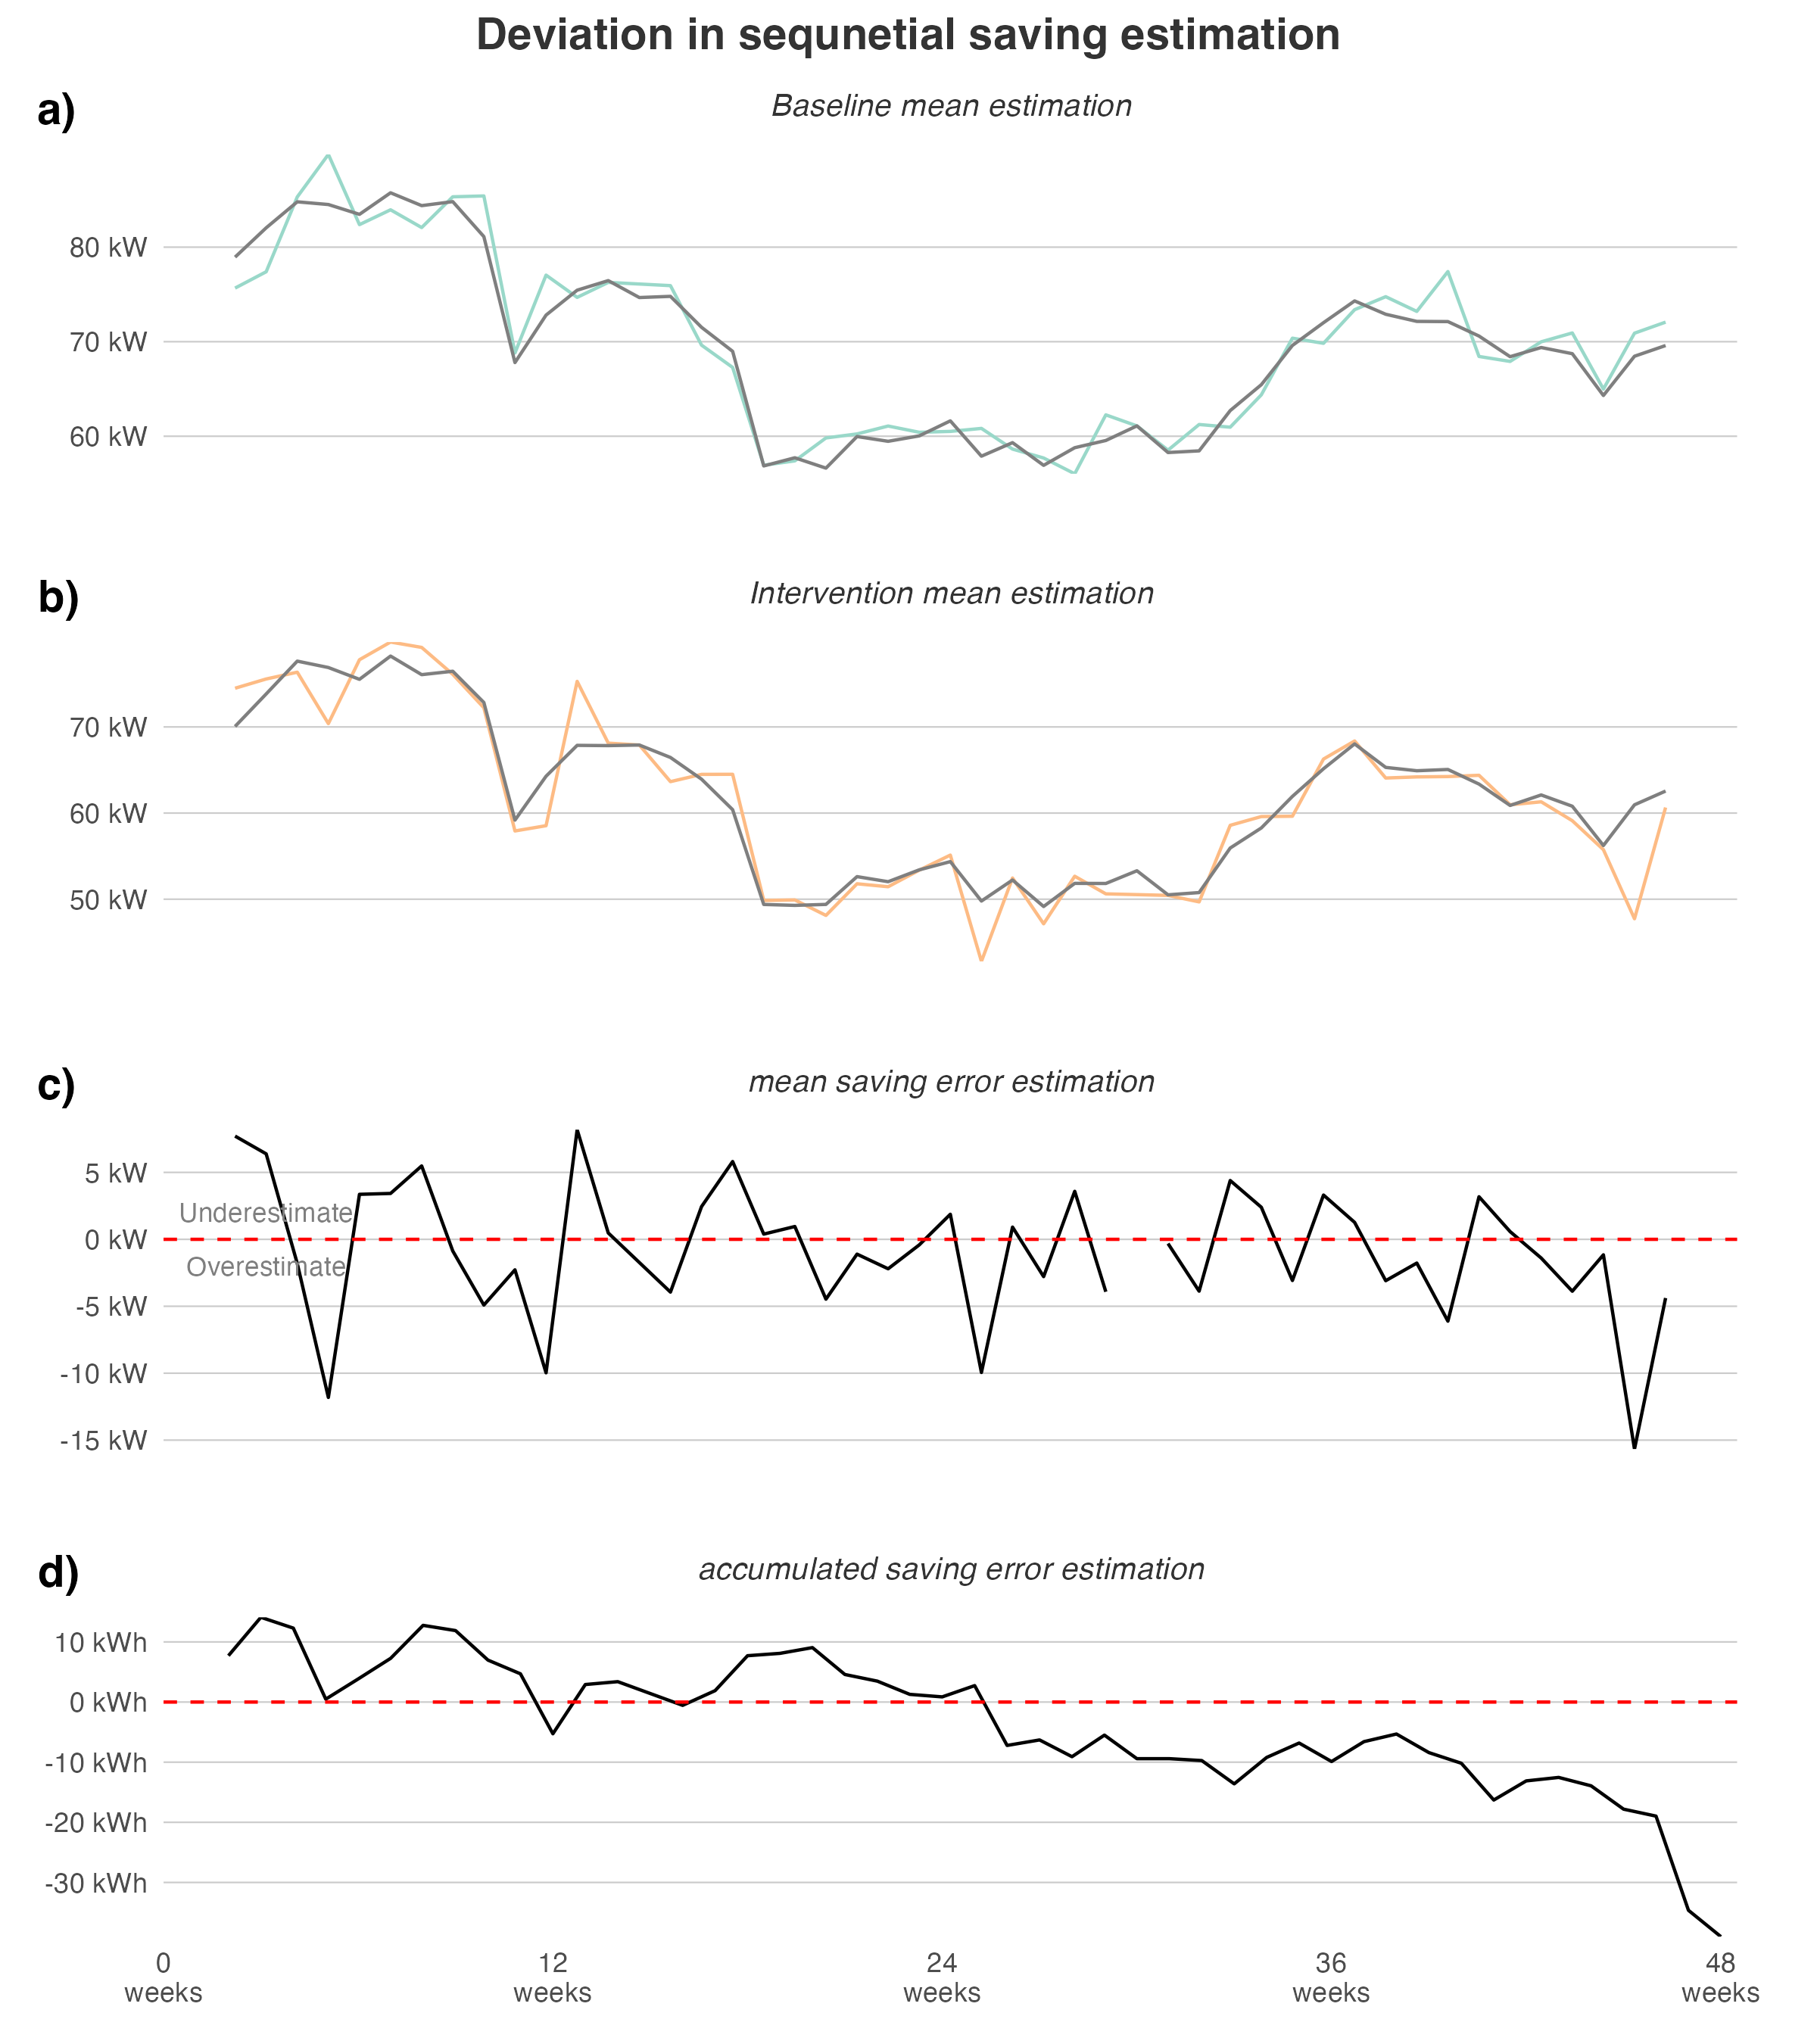 Deviation in sequnetial saving estimation
a)
Baseline mean estimation
80 kW
70 kW
60 kW
b)
Intervention mean estimation
70 kW
60 kW
50 kW
c)
mean saving error estimation
5 kW
Underestimate
0 kW
Overestimate
-5 kW
-10 kW
-15 kW
d)
accumulated saving error estimation
10 kWh
0 kWh
-10 kWh
-20 kWh
-30 kWh
0 12 24 36 48
weeks weeks weeks weeks weeks